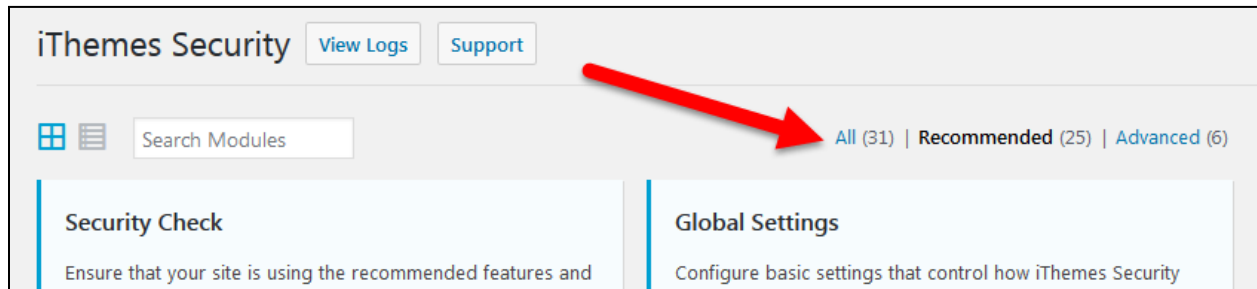 iThemes Security View Logs Support
Search Modules All (31) | Recommended (25) | Advanced (6)
Security Check Global Settings
Ensure that your site is using the recommended features and Configure basic settings that control how iThemes Security